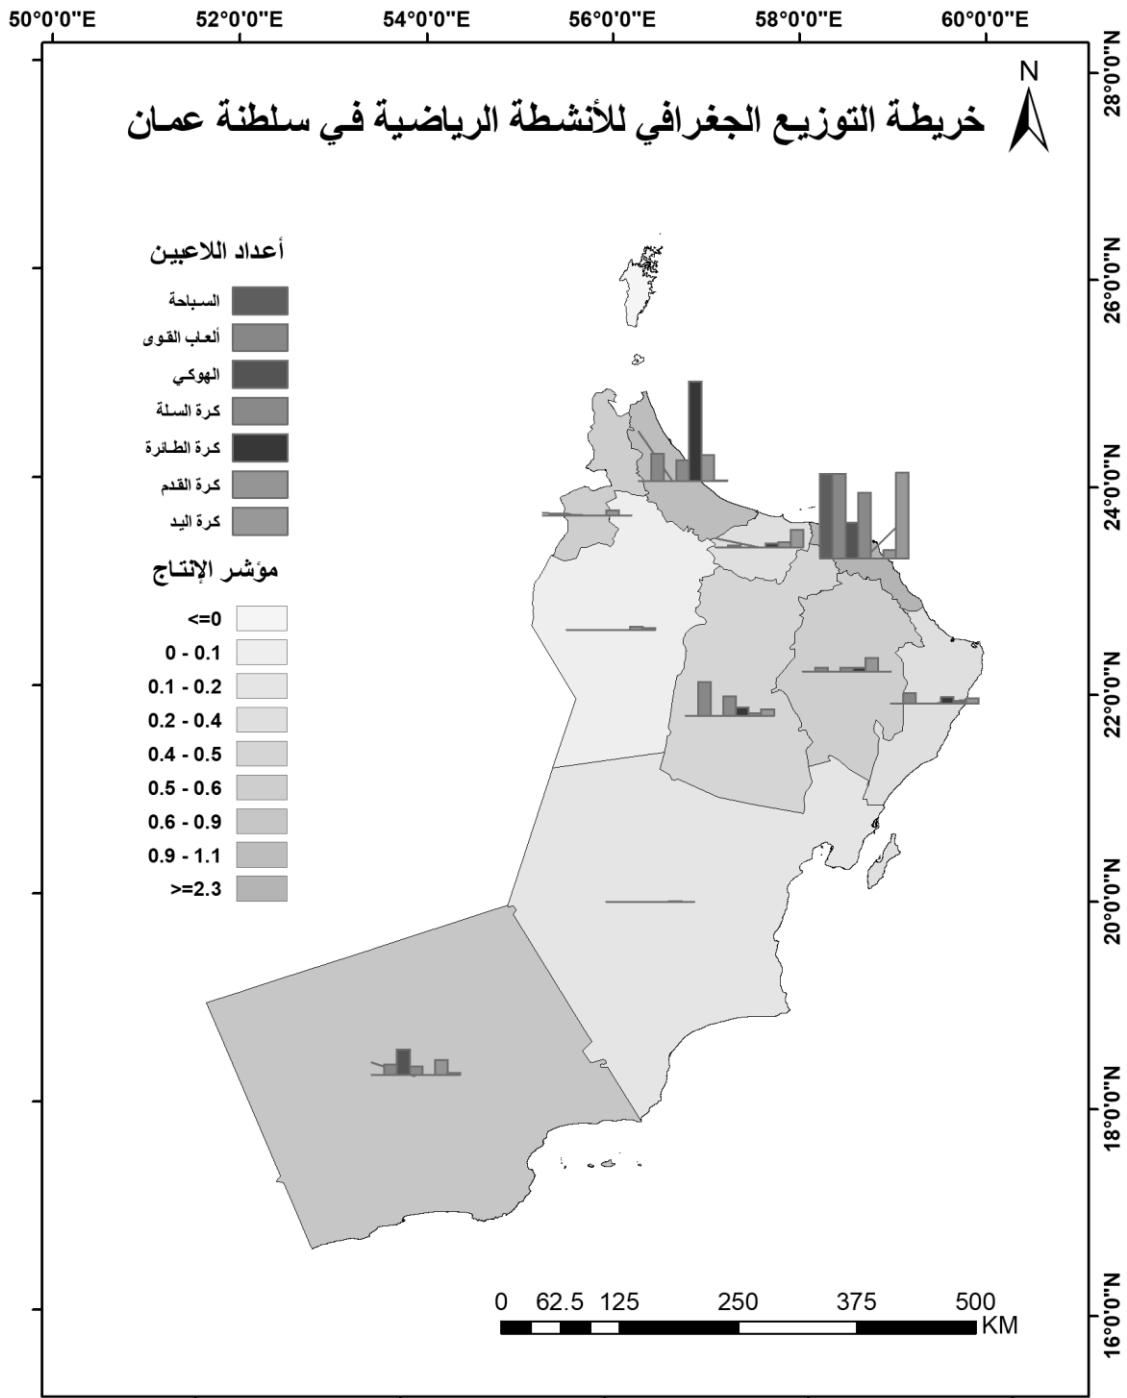 50°0'0"E 52°0'0"E 54°0'0"E 56°0'0"E 58°0'0"E 60°0'0"E
28°0'0"N
N
خريطة التوزيع الجغرافي للأنشطة الرياضية في سلطنة عمان
أعداد اللاعبين
السباحة
ألعاب القوى
الهوكي
كرة السلة
كرة الطائرة
كرة القدم
كرة اليد
مؤشر الإنتاج
<=0
0 - 0.1
0.1 - 0.2
0.2 - 0.4
0.4 - 0.5
0.5 - 0.6
0.6 - 0.9
0.9 - 1.1
>=2.3
26°0'0"N
24°0'0"N
22°0'0"N
20°0'0"N
18°0'0"N
16°0'0"N
0 62.5 125 250 375 500
KM